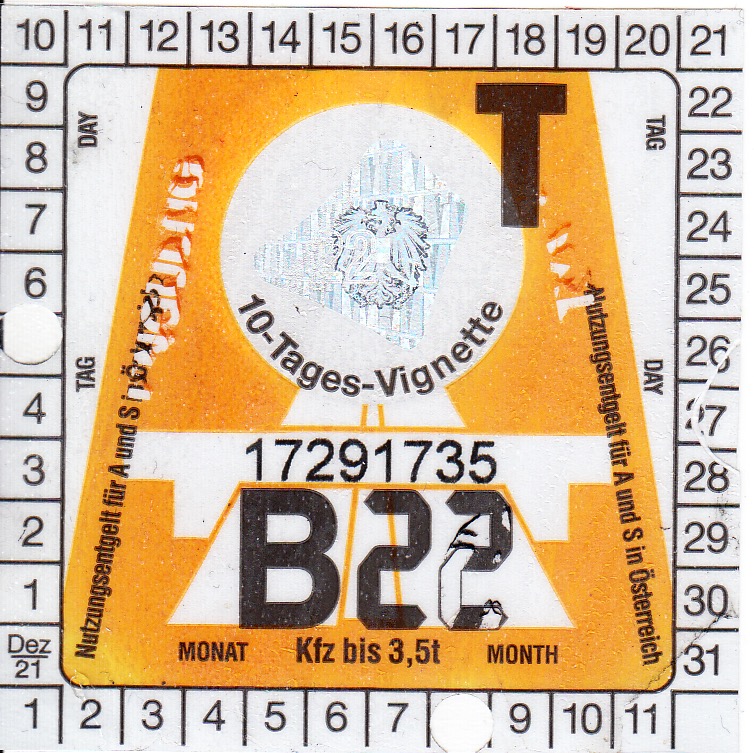 10 11 12 13 14 15 16 17 18 19 20 21
9 22
8 23
7 24
6 25
26
4 27
3 28
2 29
1 30
Dez
21
31
1 2 3 4 5 6 7 9 10 11
DAY
TAG
TAG
DAY
T
10-Tages-Vignette
17291735
B22
MONAT Kfz bis 3,5t MONTH
Nutzungsentgelt für A und S in
Nutzungsentgelt für A und S in Österreich